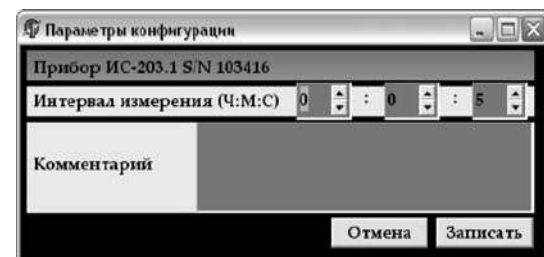 Параметры конфигурации
Прибор ИС-203.1 S/N 103416
Интервал измерения (Ч:М:С) 0 : 0 : 5
Комментарий
Отмена Записать